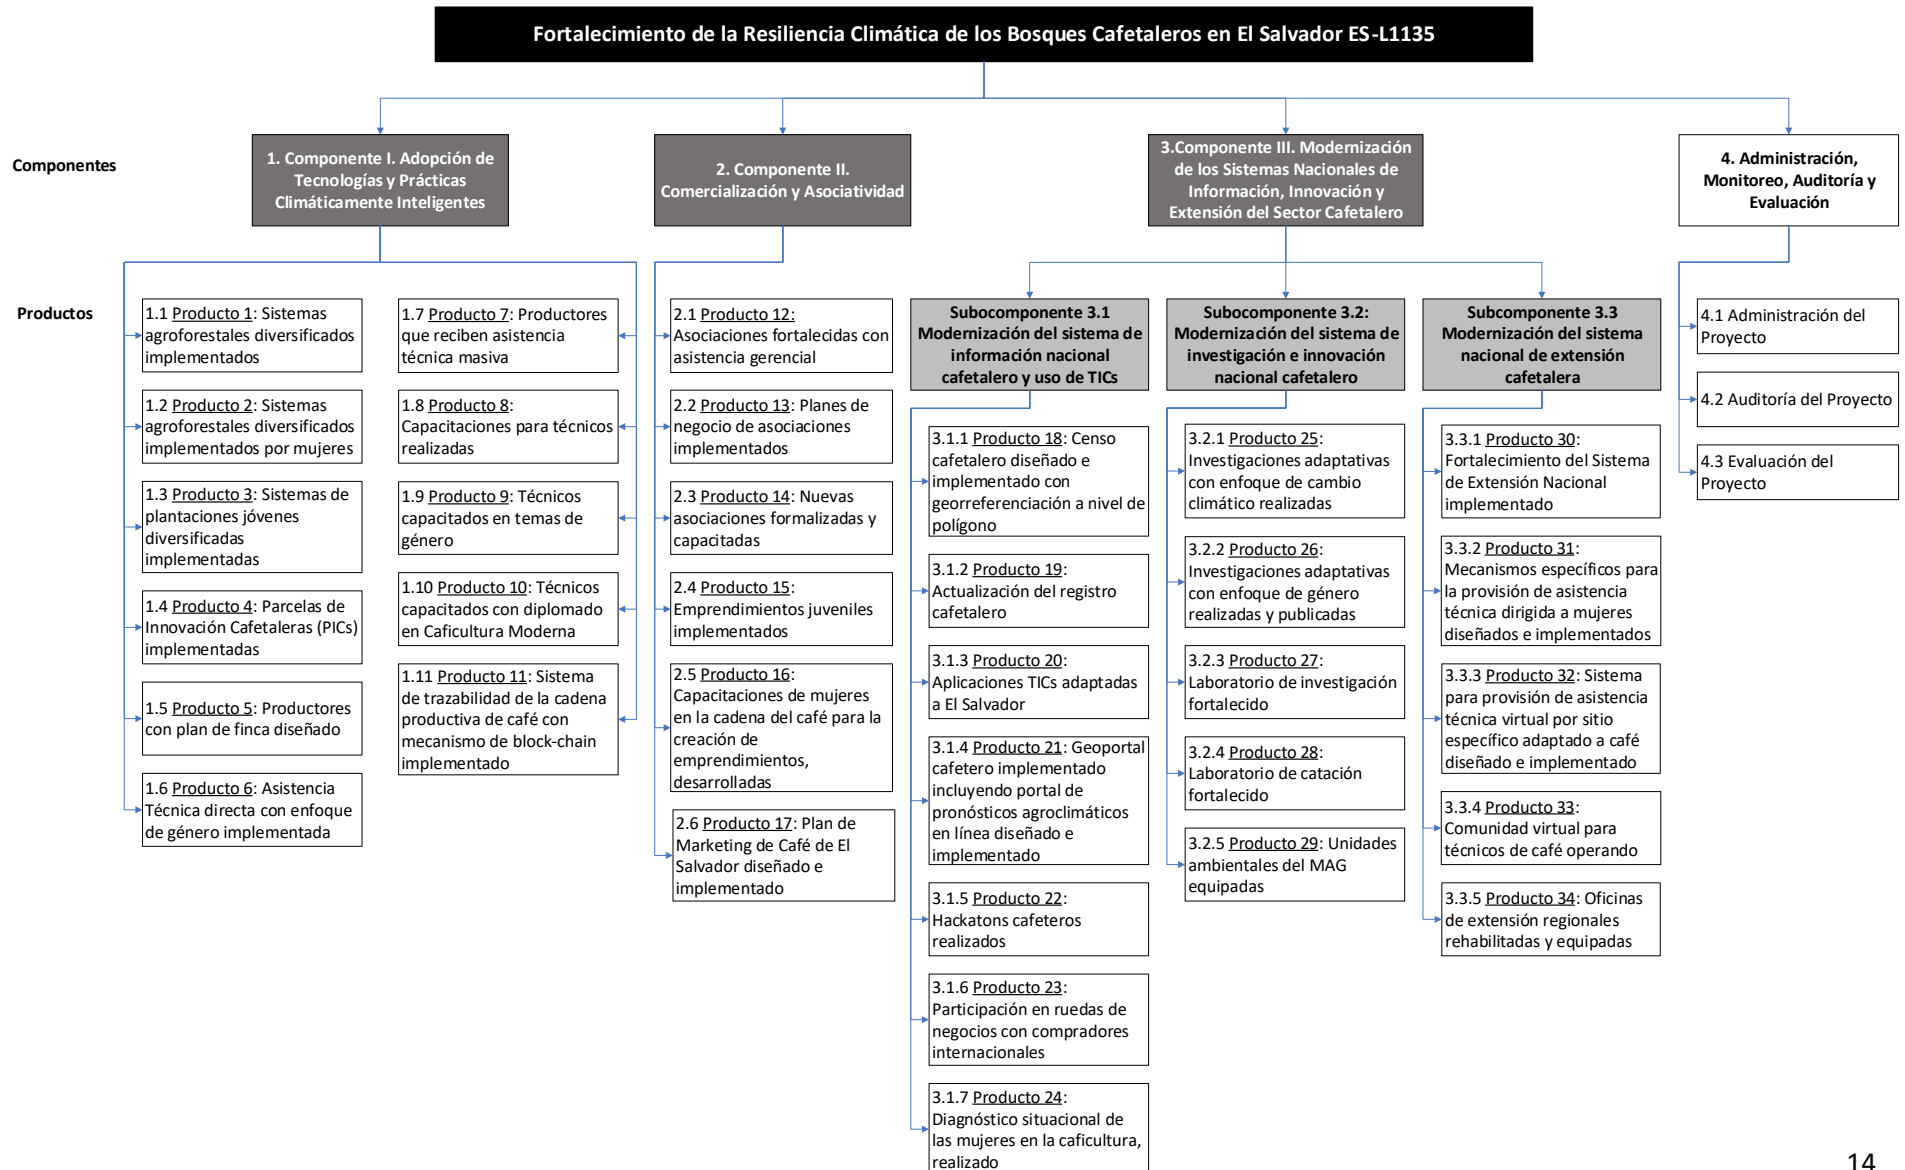 Fortalecimiento de la Resiliencia Climática de los Bosques Cafetaleros en El Salvador ES-L1135
Componentes
1. Componente I. Adopción de
Tecnologías y Prácticas
Climáticamente Inteligentes
2. Componente II.
Comercialización y Asociatividad
3.Componente III. Modernización
de los Sistemas Nacionales de
Información, Innovación y
Extensión del Sector Cafetalero
4. Administración,
Monitoreo, Auditoría y
Evaluación
Productos
1.1 Producto 1: Sistemas
agroforestales diversificados
implementados
1.2 Producto 2: Sistemas
agroforestales diversificados
implementados por mujeres
1.3 Producto 3: Sistemas de
plantaciones jóvenes
diversificadas
implementadas
1.4 Producto 4: Parcelas de
Innovación Cafetaleras (PICs)
implementadas
1.5 Producto 5: Productores
con plan de finca diseñado
1.6 Producto 6: Asistencia
Técnica directa con enfoque
de género implementada
1.7 Producto 7: Productores
que reciben asistencia
técnica masiva
1.8 Producto 8:
Capacitaciones para técnicos
realizadas
1.9 Producto 9: Técnicos
capacitados en temas de
género
1.10 Producto 10: Técnicos
capacitados con diplomado
en Caficultura Moderna
1.11 Producto 11: Sistema
de trazabilidad de la cadena
productiva de café con
mecanismo de block-chain
implementado
2.1 Producto 12:
Asociaciones fortalecidas con
asistencia gerencial
2.2 Producto 13: Planes de
negocio de asociaciones
implementados
2.3 Producto 14: Nuevas
asociaciones formalizadas y
capacitadas
2.4 Producto 15:
Emprendimientos juveniles
implementados
2.5 Producto 16:
Capacitaciones de mujeres
en la cadena del café para la
creación de
emprendimientos,
desarrolladas
2.6 Producto 17: Plan de
Marketing de Café de El
Salvador diseñado e
implementado
Subcomponente 3.1
Modernización del sistema de
información nacional
cafetalero y uso de TICs
3.1.1 Producto 18: Censo
cafetalero diseñado e
implementado con
georreferenciación a nivel de
polígono
3.1.2 Producto 19:
Actualización del registro
cafetalero
3.1.3 Producto 20:
Aplicaciones TICs adaptadas
a El Salvador
3.1.4 Producto 21: Geoportal
cafetero implementado
incluyendo portal de
pronósticos agroclimáticos
en línea diseñado e
implementado
3.1.5 Producto 22:
Hackatons cafeteros
realizados
3.1.6 Producto 23:
Participación en ruedas de
negocios con compradores
internacionales
3.1.7 Producto 24:
Diagnóstico situacional de
las mujeres en la caficultura,
realizado
Subcomponente 3.2:
Modernización del sistema de
investigación e innovación
nacional cafetalero
3.2.1 Producto 25:
Investigaciones adaptativas
con enfoque de cambio
climático realizadas
3.2.2 Producto 26:
Investigaciones adaptativas
con enfoque de género
realizadas y publicadas
3.2.3 Producto 27:
Laboratorio de investigación
fortalecido
3.2.4 Producto 28:
Laboratorio de catación
fortalecido
3.2.5 Producto 29: Unidades
ambientales del MAG
equipadas
Subcomponente 3.3
Modernización del sistema
nacional de extensión
cafetalera
3.3.1 Producto 30:
Fortalecimiento del Sistema
de Extensión Nacional
implementado
3.3.2 Producto 31:
Mecanismos específicos para
la provisión de asistencia
técnica dirigida a mujeres
diseñados e implementados
3.3.3 Producto 32: Sistema
para provisión de asistencia
técnica virtual por sitio
específico adaptado a café
diseñado e implementado
3.3.4 Producto 33:
Comunidad virtual para
técnicos de café operando
3.3.5 Producto 34: Oficinas
de extensión regionales
rehabilitadas y equipadas
4.1 Administración del
Proyecto
4.2 Auditoría del Proyecto
4.3 Evaluación del
Proyecto
14